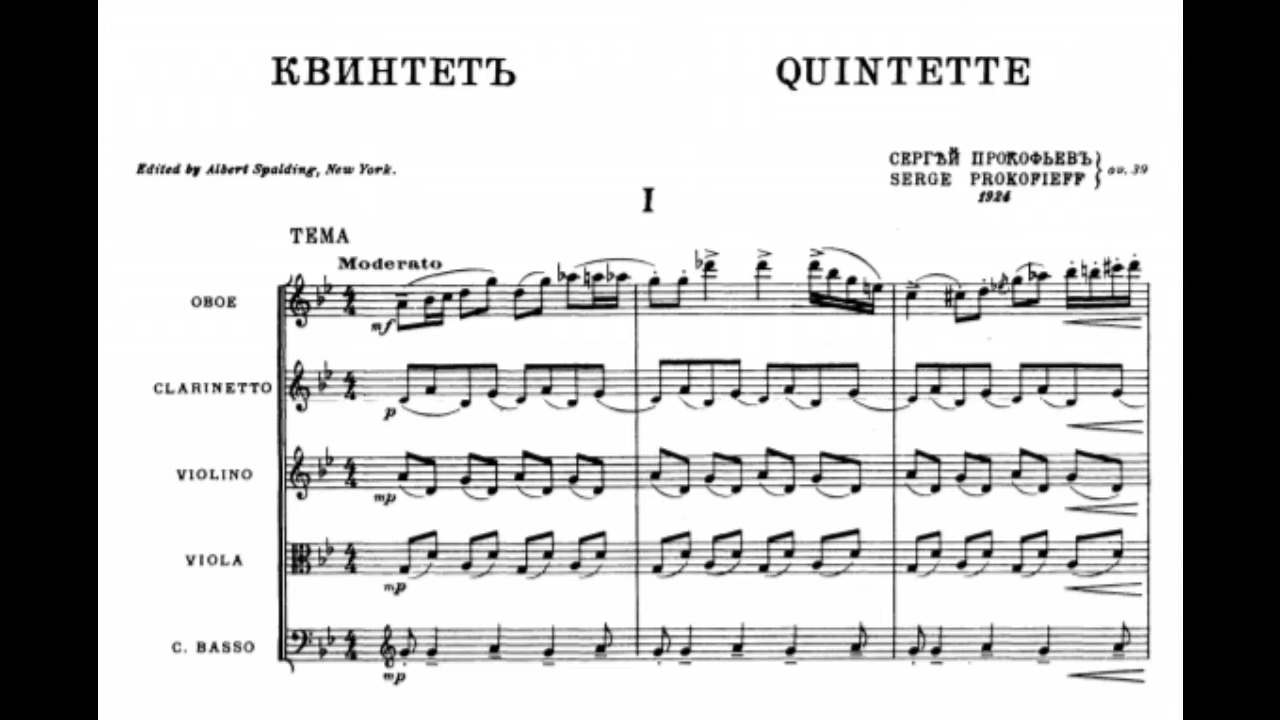 КВИНТЕТЪ QUINTETTE
Edited by Albert Spalding, New York.
СЕРГѢЙ ПРОКОФЬЕВЪ
SERGE PROKOFIEFF
op. 39
1924
I
ТЕМА
Moderato
OBOE
mf
CLARINETTO
p
VIOLINO
mp
VIOLA
mp
C. BASSO
mp